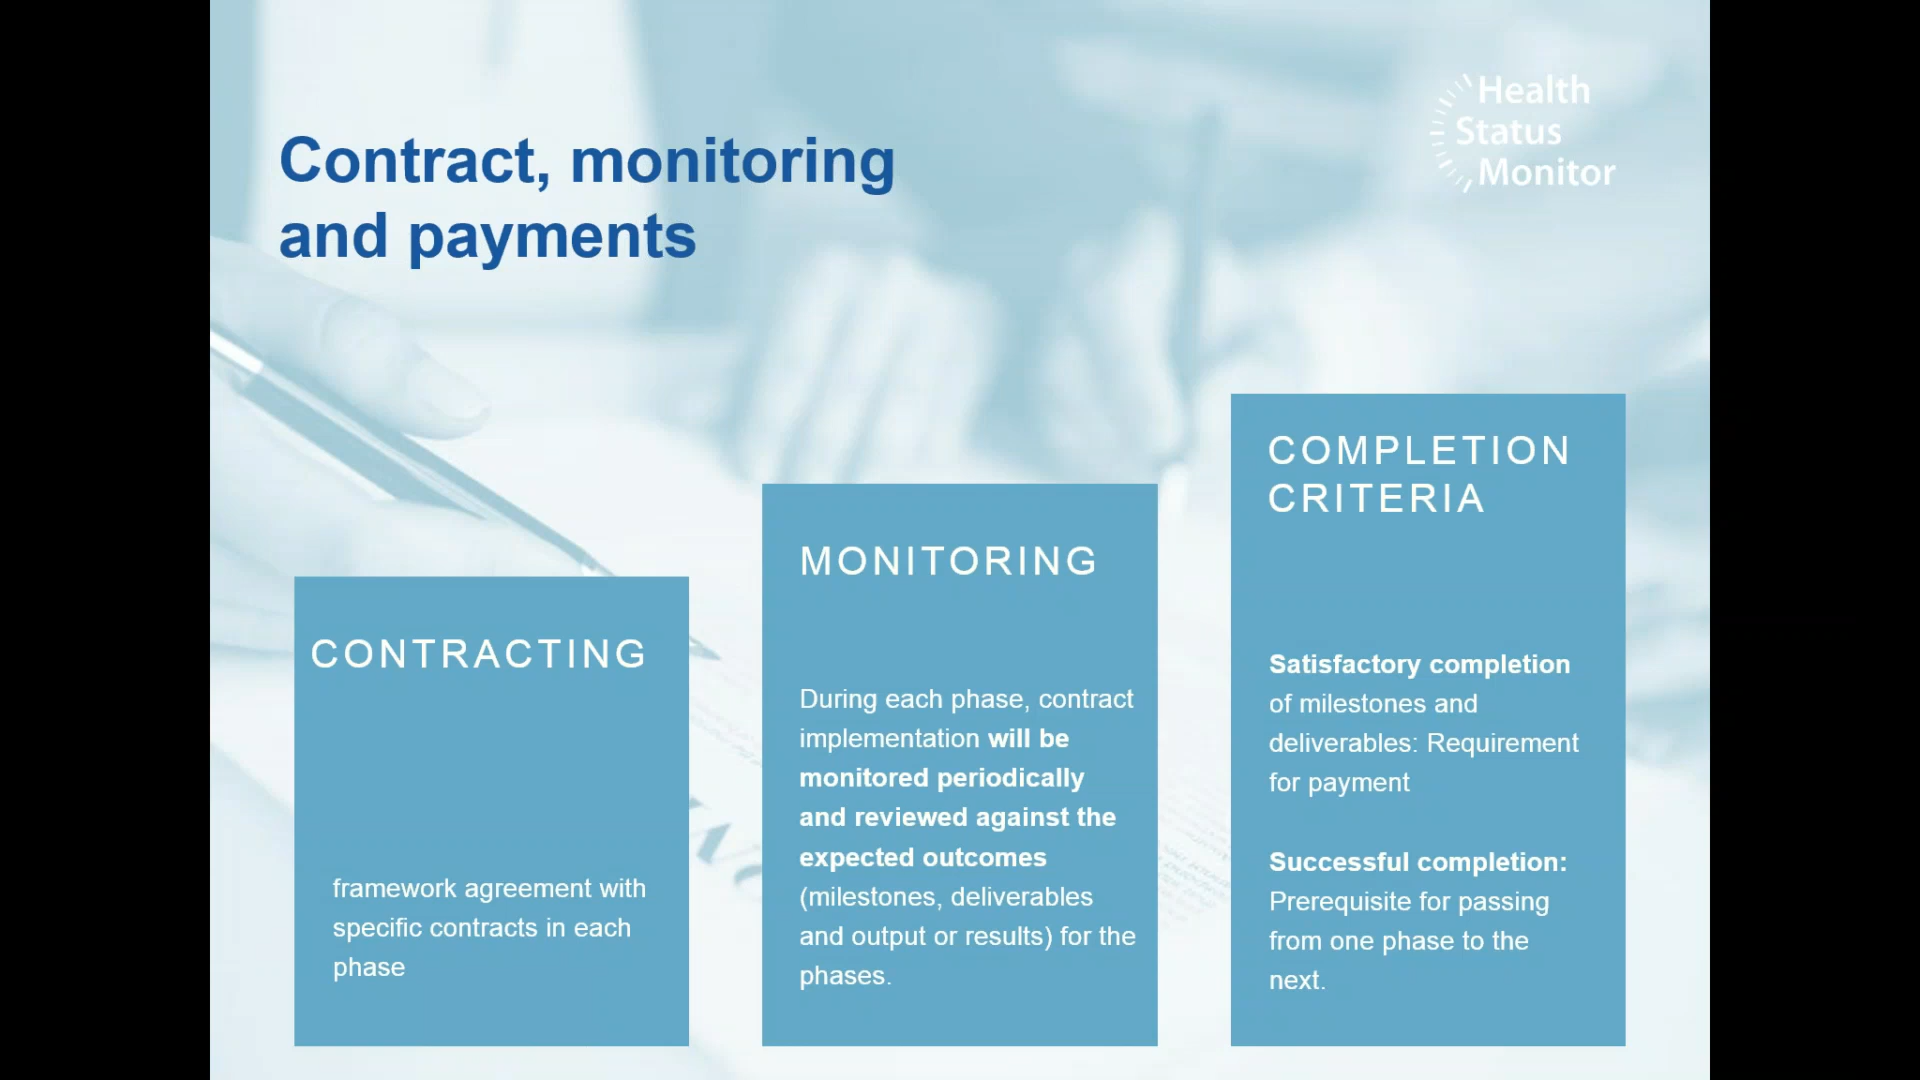 Health
Status
Monitor
Contract, monitoring
and payments
CONTRACTING
framework agreement with
specific contracts in each
phase
MONITORING
During each phase, contract
implementation will be
monitored periodically
and reviewed against the
expected outcomes
(milestones, deliverables
and output or results) for the
phases.
COMPLETION
CRITERIA
Satisfactory completion
of milestones and
deliverables: Requirement
for payment
Successful completion:
Prerequisite for passing
from one phase to the
next.